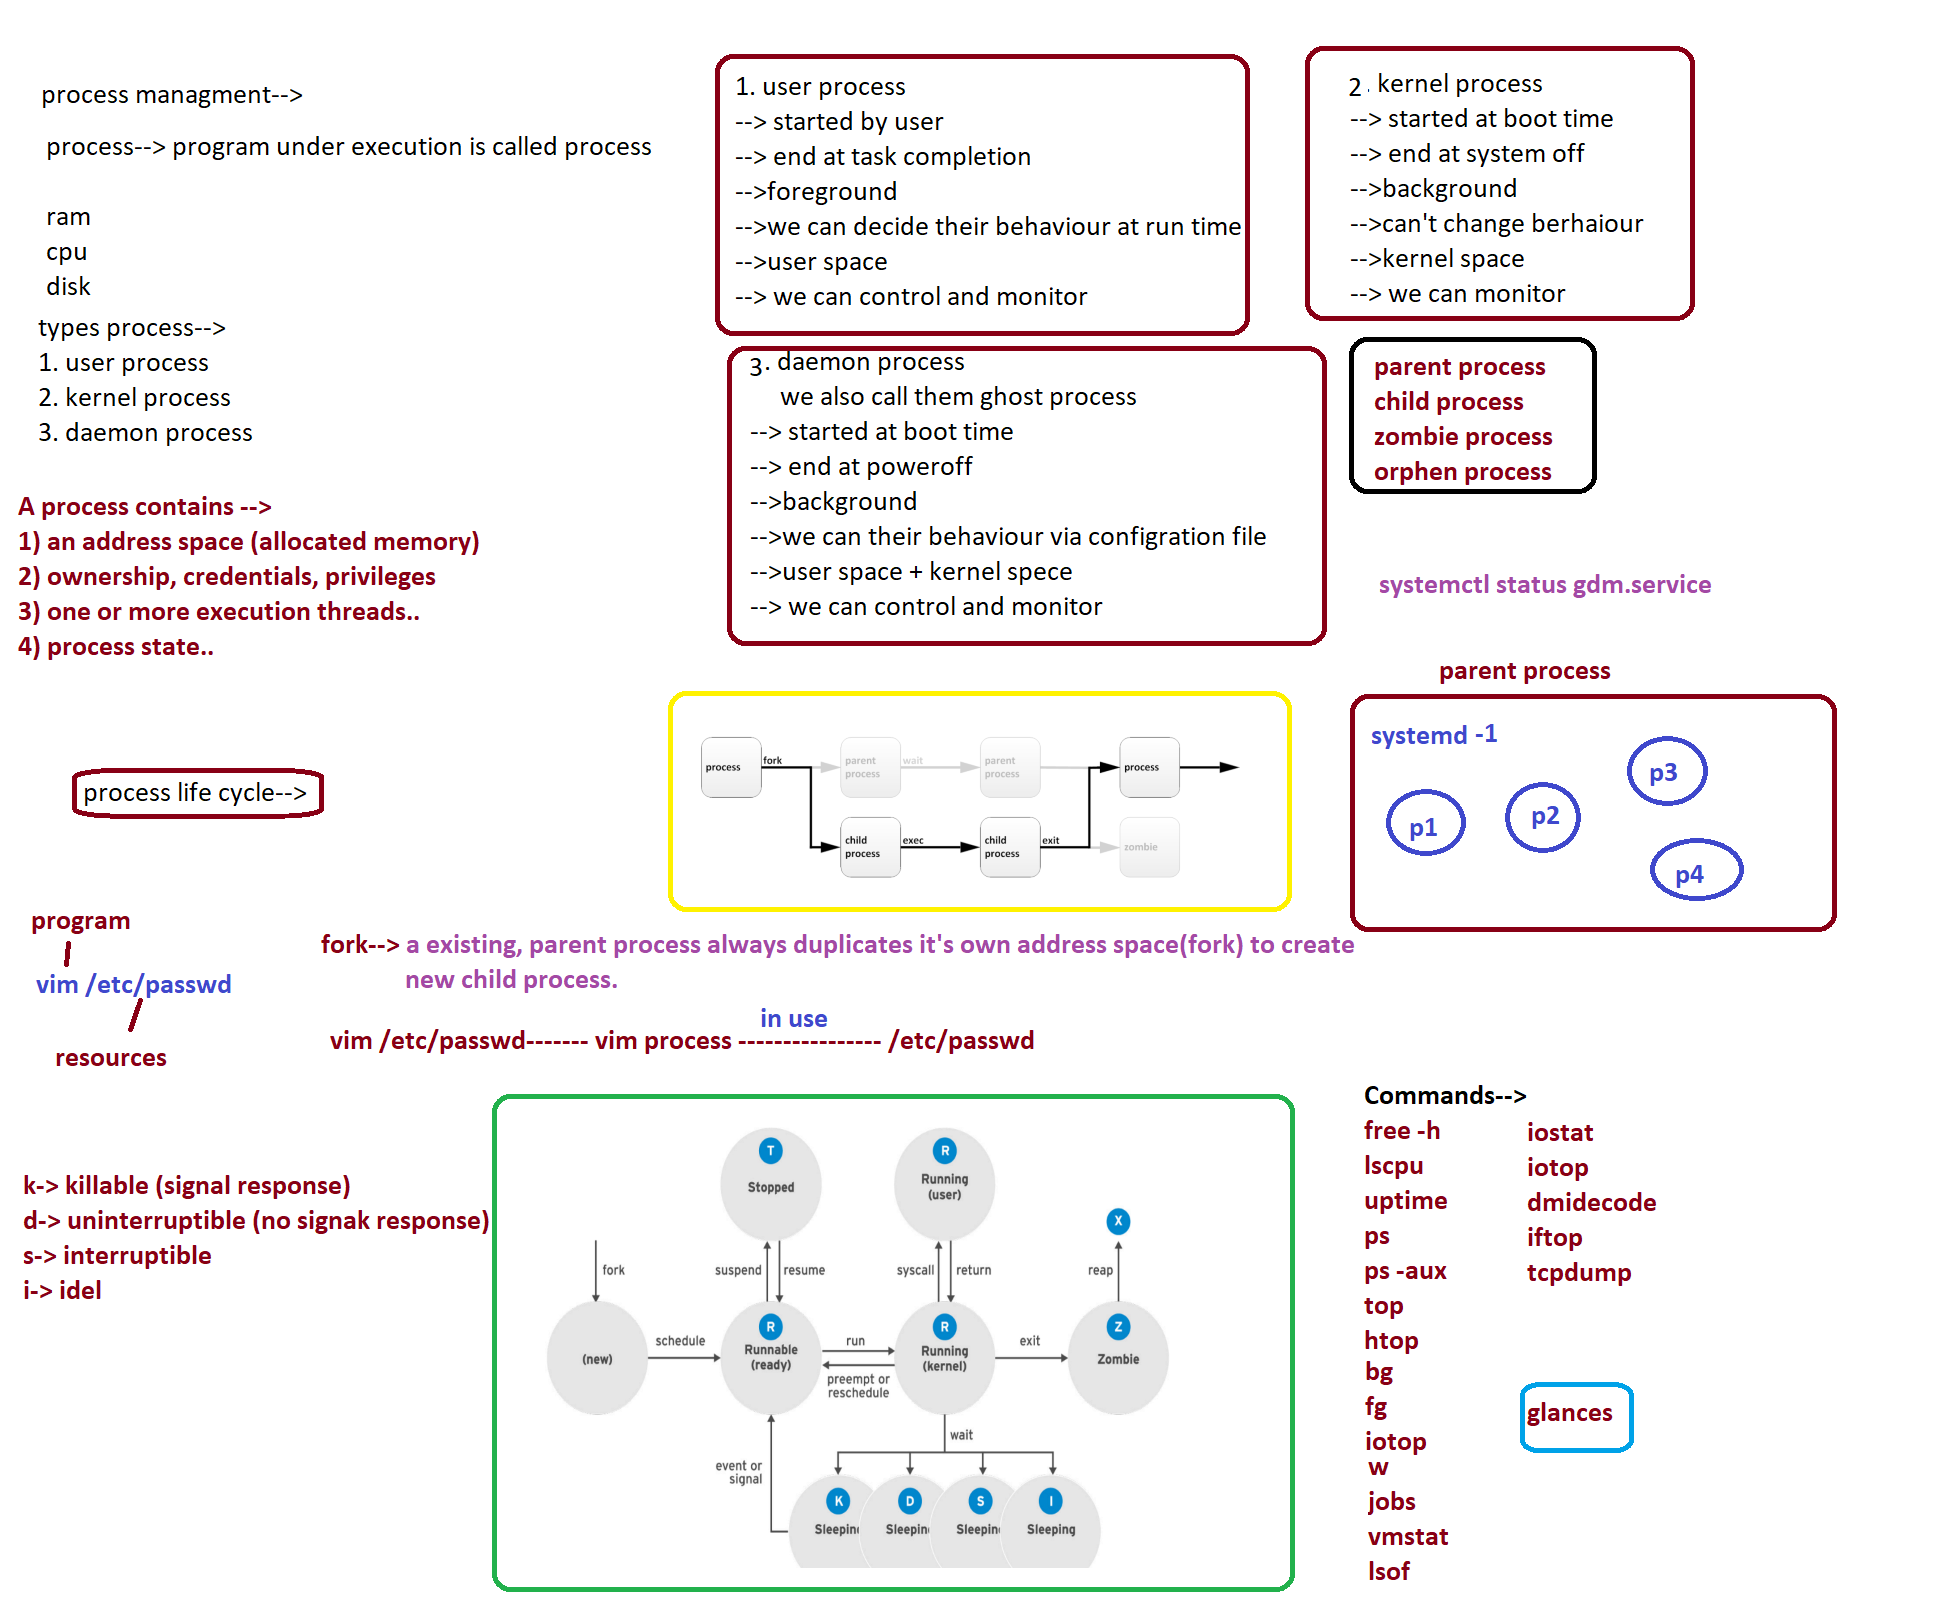 process managment-->
process--> program under execution is called process
ram
cpu
disk
types process-->
1. user process
2. kernel process
3. daemon process
A process contains -->
1) an address space (allocated memory)
2) ownership, credentials, privileges
3) one or more execution threads..
4) process state..
1. user process
--> started by user
--> end at task completion
-->foreground
-->we can decide their behaviour at run time
-->user space
--> we can control and monitor
2. kernel process
--> started at boot time
--> end at system off
-->background
-->can't change berhaiour
-->kernel space
--> we can monitor
3. daemon process
we also call them ghost process
--> started at boot time
--> end at poweroff
-->background
-->we can their behaviour via configration file
-->user space + kernel spece
--> we can control and monitor
parent process
child process
zombie process
orphen process
systemctl status gdm.service
parent process
systemd -1
p1
p2
p3
p4
process life cycle-->
process
fork
parent
process
wait
parent
process
process
child
process
exec
child
process
exit
zombie
program
vim /etc/passwd
resources
fork--> a existing, parent process always duplicates it's own address space(fork) to create
new child process.
in use
vim /etc/passwd------- vim process ---------------- /etc/passwd
k-> killable (signal response)
d-> uninterruptible (no signak response)
s-> interruptible
i-> idel
T
Stopped
R
Running
(user)
X
fork
suspend
resume
syscall
return
reap
(new)
schedule
R
Runnable
(ready)
run
preempt or
reschedule
R
Running
(kernel)
exit
Z
Zombie
wait
event or
signal
K
Sleepin
D
Sleepin
S
Sleepin
I
Sleeping
Commands-->
free -h
lscpu
uptime
ps
ps -aux
top
htop
bg
fg
iotop
w
jobs
vmstat
lsof
iostat
iotop
dmidecode
iftop
tcpdump
glances